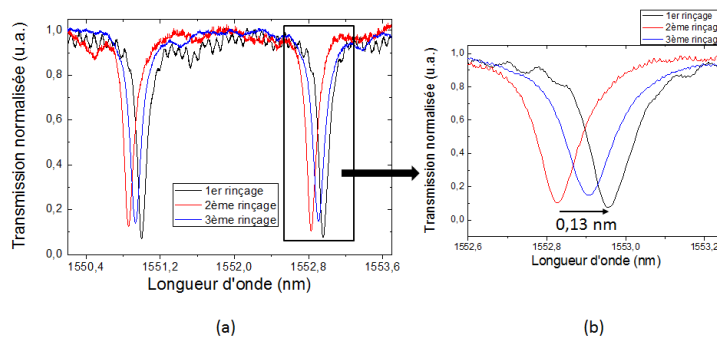 Transmission normalisée (u.a.)
1,0
0,8
0,6
0,4
0,2
0,0
1er rinçage
2ème rinçage
3ème rinçage
1550,4
1551,2
1552,0
1552,8
1553,6
Longueur d'onde (nm)
(a)
1er rinçage
2ème rinçage
3ème rinçage
Transmission normalisée (u.a.)
1,0
0,8
0,6
0,4
0,2
0,0
0,13 nm
1552,6
1552,8
1553,0
1553,2
Longueur d'onde (nm)
(b)